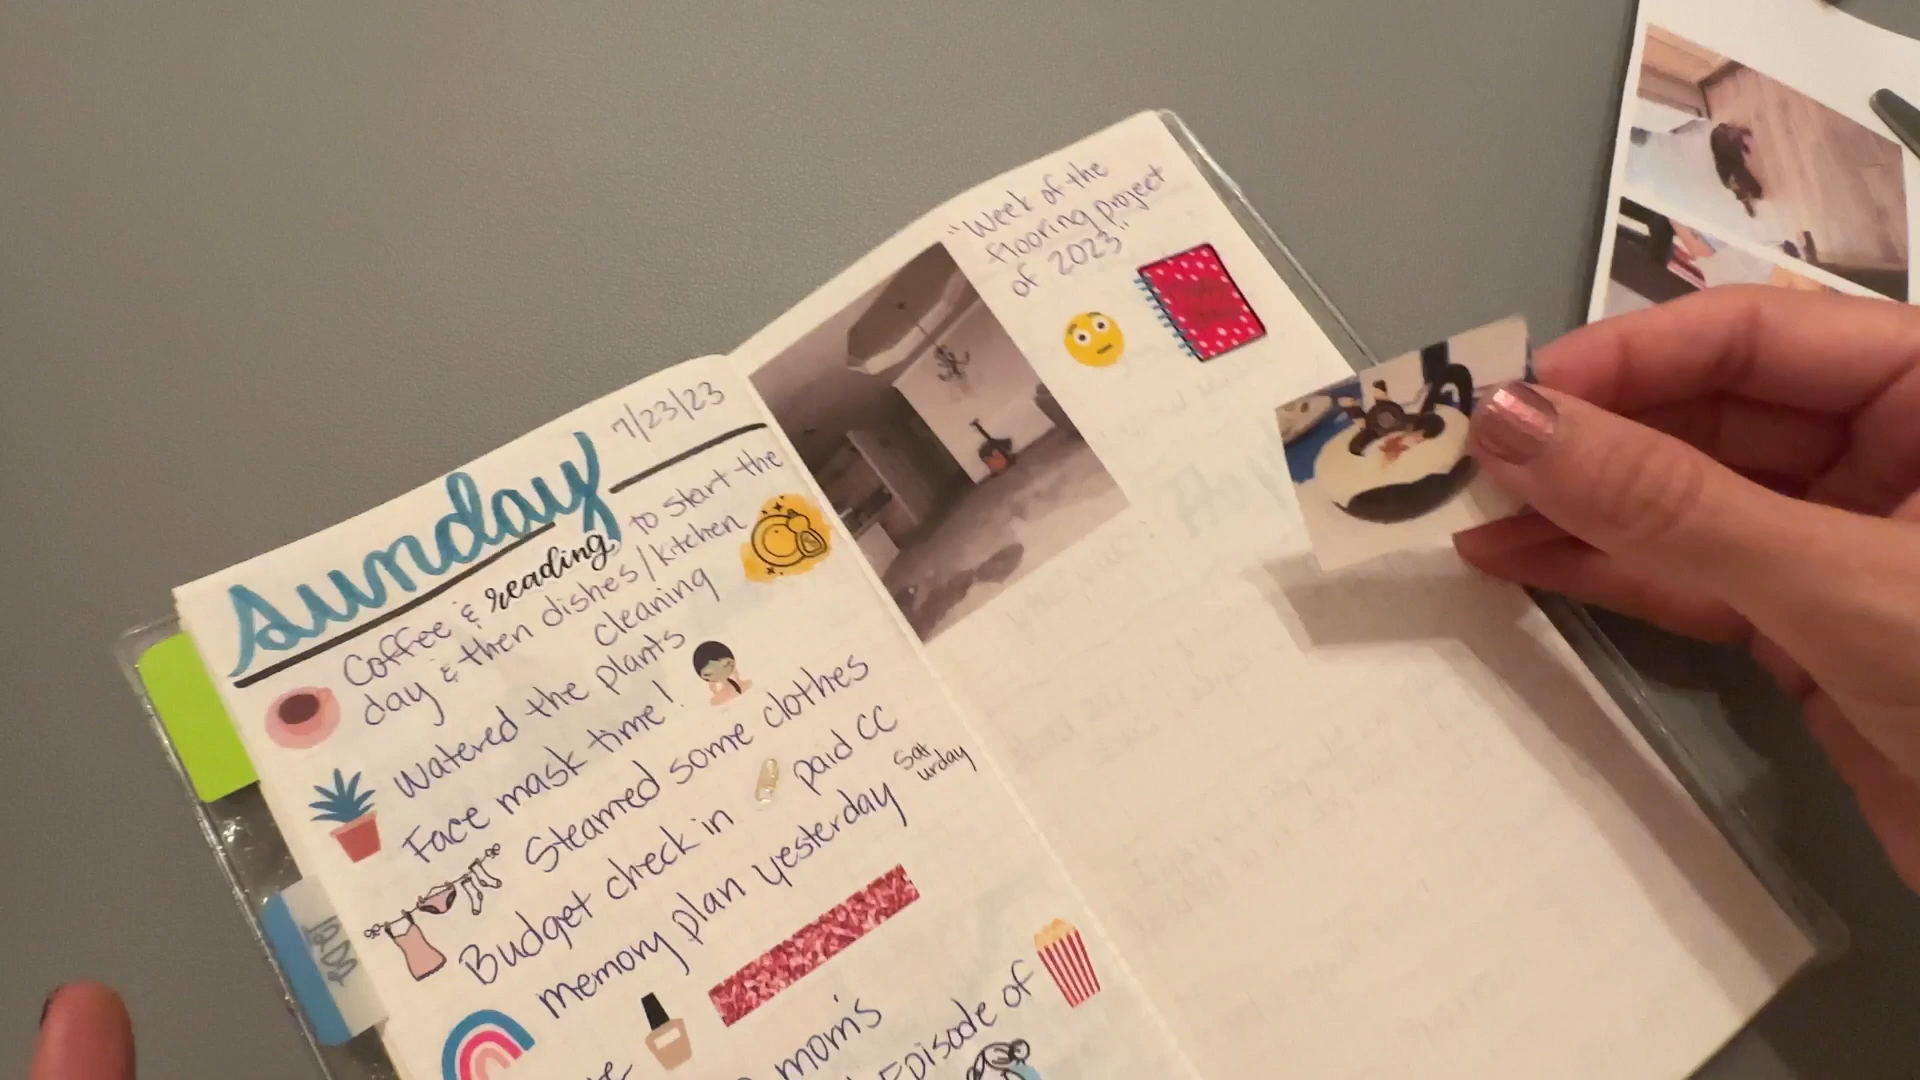 7/23/23
Sunday
Coffee & reading to start the
day & then dishes/kitchen
cleaning
Watered the plants
Face mask time!
Steamed some clothes
Budget check in paid CC
memory plan yesterday Sat
urday
mom's
Episode of
"Week of the
flooring project
of 2023"